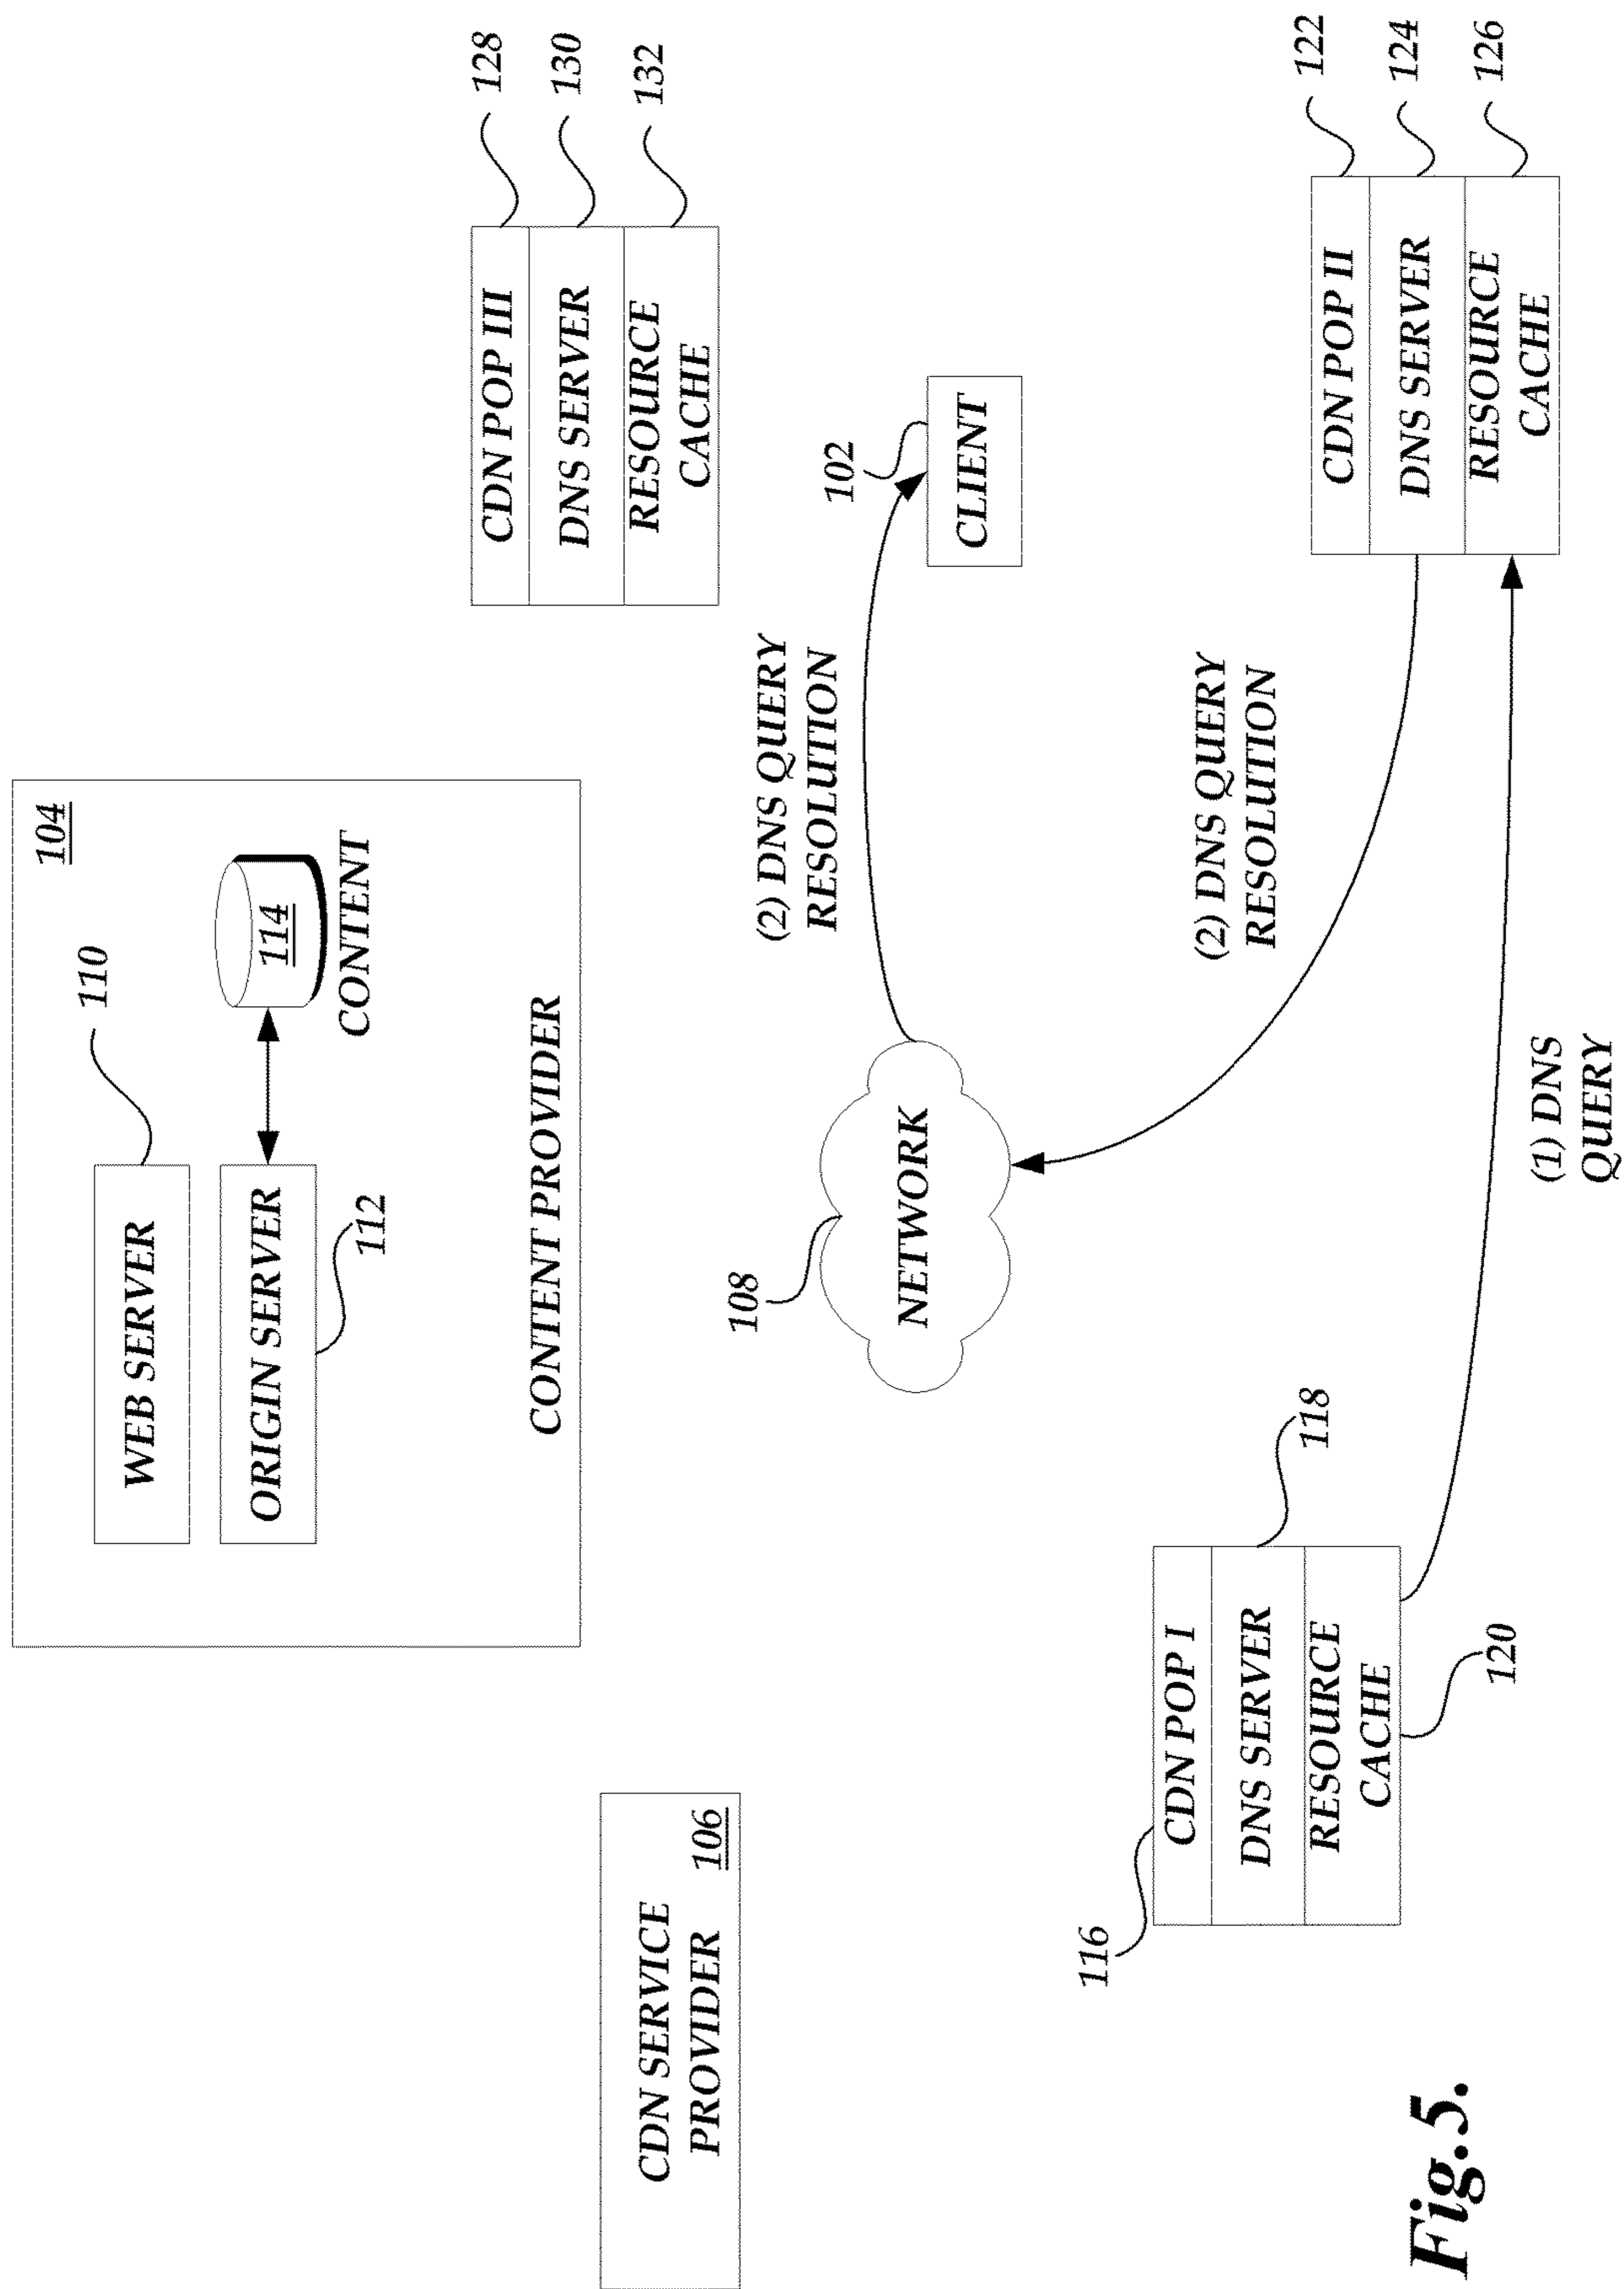 104
WEB SERVER
110
ORIGIN SERVER
112
114
CONTENT
CONTENT PROVIDER
CDN SERVICE
PROVIDER
106
CDN POP III
DNS SERVER
RESOURCE
CACHE
128
130
132
(2) DNS QUERY
RESOLUTION
102
CLIENT
108
NETWORK
116
CDN POP I
DNS SERVER
RESOURCE
CACHE
118
120
(2) DNS QUERY
RESOLUTION
CDN POP II
DNS SERVER
RESOURCE
CACHE
122
124
126
(1) DNS
QUERY
Fig.5.